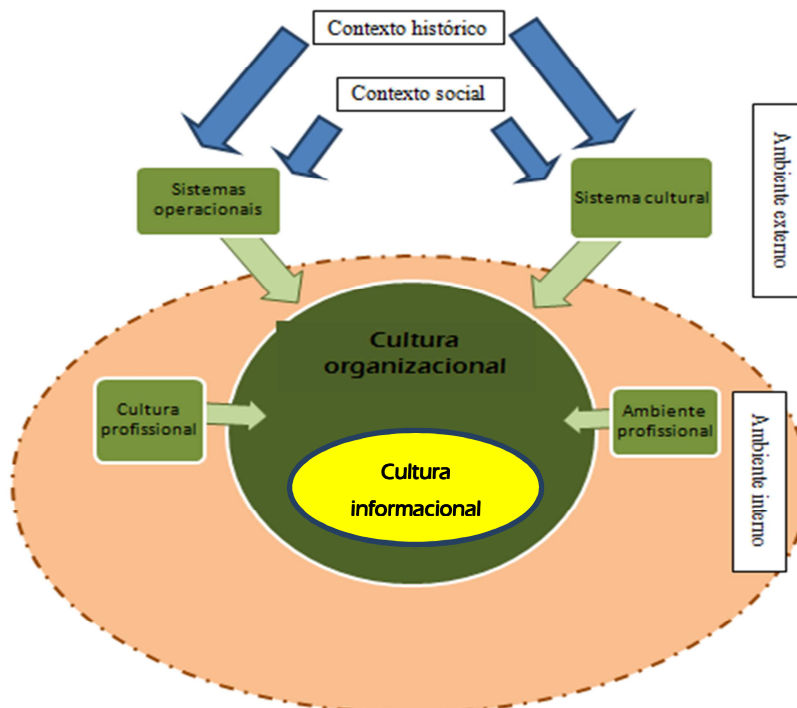 Contexto histórico
Contexto social
Sistemas
operacionais
Sistema cultural
Ambiente externo
Cultura
organizacional
Cultura
profissional
Ambiente
profissional
Cultura
informacional
Ambiente interno